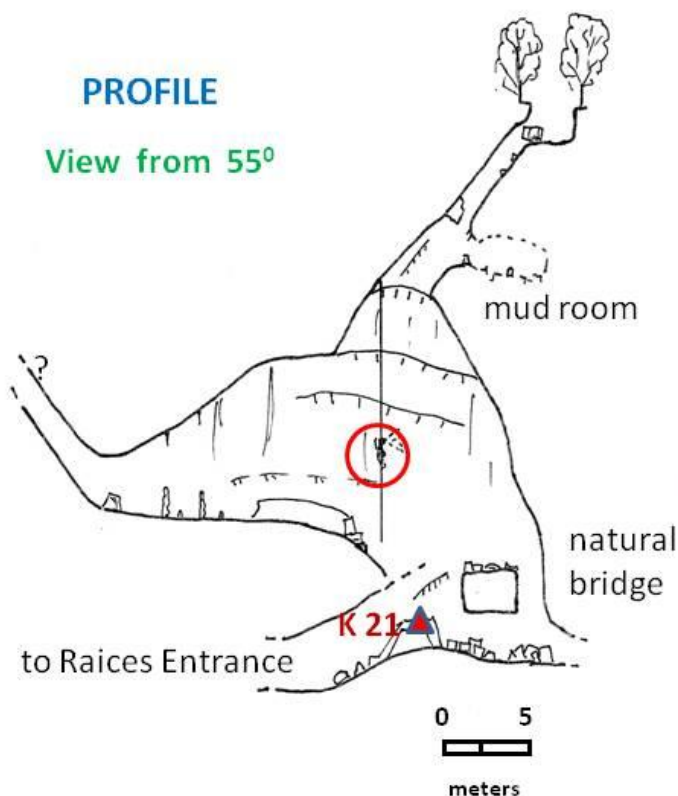 PROFILE
View from 55⁰
mud room
?
natural
bridge
K 21
to Raices Entrance
0 5
meters